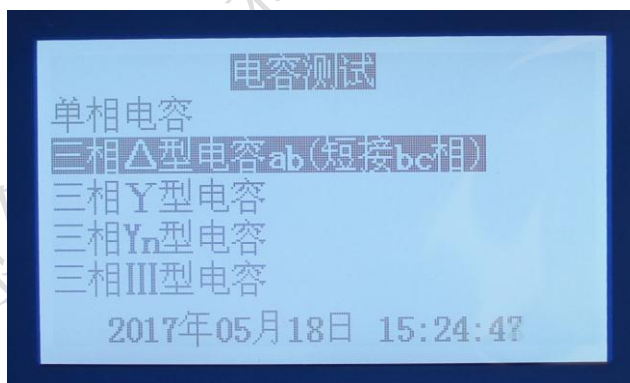 电容测试
单相电容
三相△型电容ab(短接bc相)
三相Y型电容
三相Yn型电容
三相III型电容
2017年05月18日 15:24:47